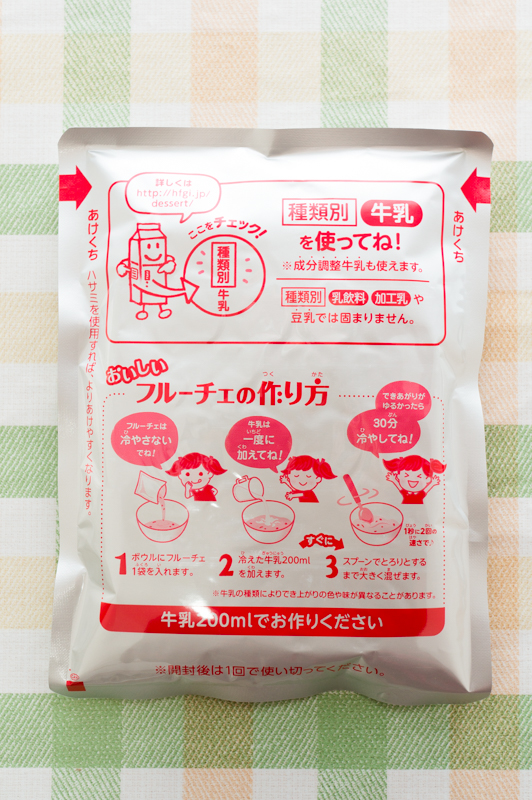 詳しくは
http://hfgi.jp/
dessert/
ここをチェック!
種類別
牛乳
種類別 牛乳
を使ってね!
※成分調整牛乳も使えます。
種類別 乳飲料 加工乳 や
豆乳では固まりません。
あけくち
あけくち
ハサミを使用すれば、よりあけやすくなります。
おいしい
フルーチェの作り方
つく かた
フルーチェは
冷やさない
でね!
牛乳は
一度に
加えてね!
できあがりが
ゆるかったら
30分
冷やしてね!
1秒に2回の
速さで♪
1 ボウルにフルーチェ
1袋を入れます。
2 冷えた牛乳200ml
を加えます。
すぐに
3 スプーンでとろりとする
まで大きく混ぜます。
※牛乳の種類によりでき上がりの色や味が異なることがあります。
牛乳200mlでお作りください
※開封後は1回で使い切ってください。